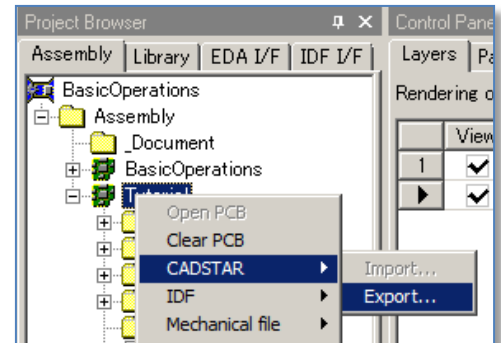 Project Browser
Control Pane
Assembly Library EDA I/F IDF I/F
Layers
BasicOperations
Rendering o
Assembly
View
_Document
1
BasicOperations
Tutorial
Open PCB
Clear PCB
CADSTAR
Import...
Export...
IDF
Mechanical file